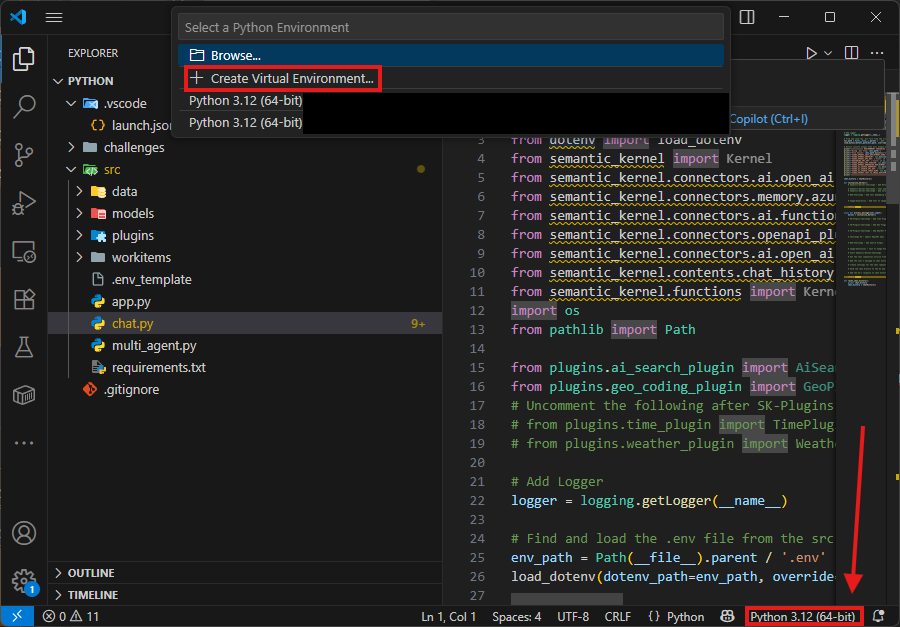 Select a Python Environment
Browse...
Create Virtual Environment...
Python 3.12 (64-bit)
Python 3.12 (64-bit)
Copilot (Ctrl+I)
EXPLORER
PYTHON
.vscode
launch.json
challenges
src
data
models
plugins
workitems
.env_template
app.py
chat.py 9+
multi_agent.py
requirements.txt
.gitignore
OUTLINE
TIMELINE
3 from dotenv import load_dotenv
4 from semantic_kernel import Kernel
5 from semantic_kernel.connectors.ai.open_ai
6 from semantic_kernel.connectors.memory.azu
7 from semantic_kernel.connectors.ai.function
8 from semantic_kernel.connectors.openapi_plu
9 from semantic_kernel.connectors.ai.open_ai
10 from semantic_kernel.contents.chat_history
11 from semantic_kernel.functions import Kern
12 import os
13 from pathlib import Path
14
15 from plugins.ai_search_plugin import AiSea
16 from plugins.geo_coding_plugin import GeoP
17 # Uncomment the following after SK-Plugins
18 # from plugins.time_plugin import TimePlug
19 # from plugins.weather_plugin import Weath
20
21 # Add Logger
22 logger = logging.getLogger(__name__)
23
24 # Find and load the .env file from the src
25 env_path = Path(__file__).parent / '.env'
26 load_dotenv(dotenv_path=env_path, override=
27
1
0 11 Ln 1, Col 1 Spaces: 4 UTF-8 CRLF {} Python Python 3.12 (64-bit)